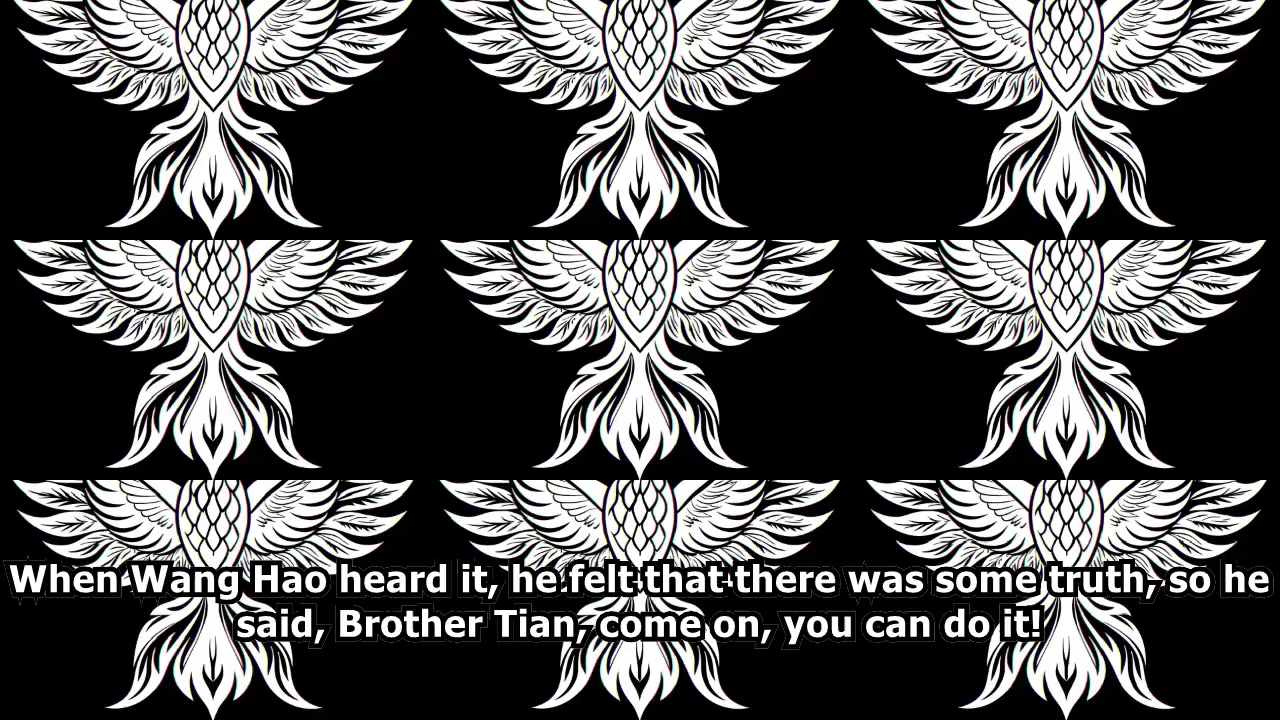 When Wang Hao heard it, he felt that there was some truth, so he
said, Brother Tian, come on, you can do it!